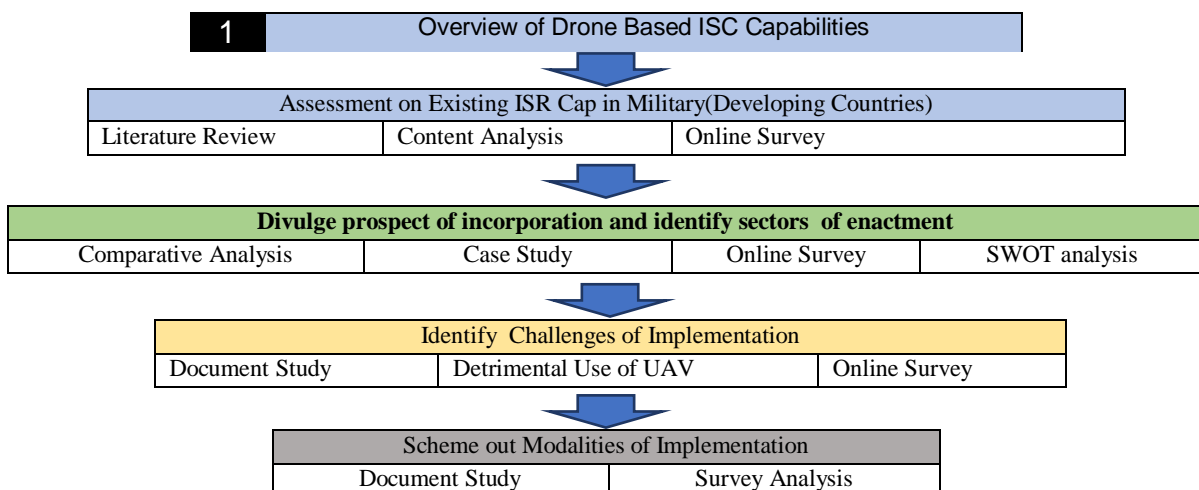 1 Overview of Drone Based ISC Capabilities
Assessment on Existing ISR Cap in Military(Developing Countries)
Literature Review Content Analysis Online Survey
Divulge prospect of incorporation and identify sectors of enactment
Comparative Analysis Case Study Online Survey SWOT analysis
Identify Challenges of Implementation
Document Study Detrimental Use of UAV Online Survey
Scheme out Modalities of Implementation
Document Study Survey Analysis